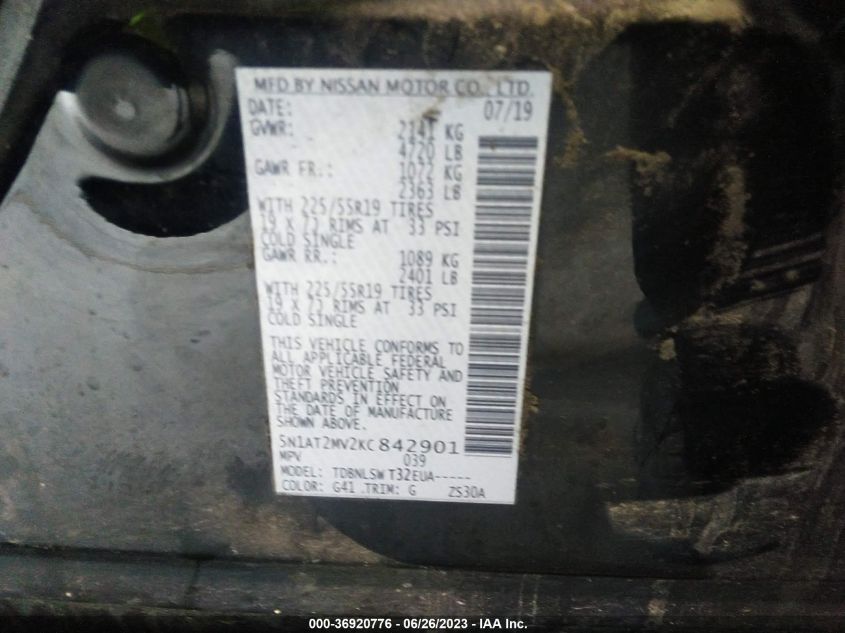 MFD BY NISSAN MOTOR CO., LTD.
DATE: 07/19
GVWR: 2141 KG
4720 LB
GAWR FR.: 1072 KG
2363 LB
WITH 225/55R19 TIRES
19 X 7J RIMS AT 33 PSI
COLD SINGLE
GAWR RR.: 1089 KG
2401 LB
WITH 225/55R19 TIRES
19 X 7J RIMS AT 33 PSI
COLD SINGLE
THIS VEHICLE CONFORMS TO
ALL APPLICABLE FEDERAL
MOTOR VEHICLE SAFETY AND
THEFT PREVENTION
STANDARDS IN EFFECT ON
THE DATE OF MANUFACTURE
SHOWN ABOVE.
5N1AT2MV2KC842901
MPV 039
MODEL: TDBNLSW T32EUA-----
COLOR: G41 .TRIM: G ZS30A
000-36920776 - 06/26/2023 - IAA Inc.